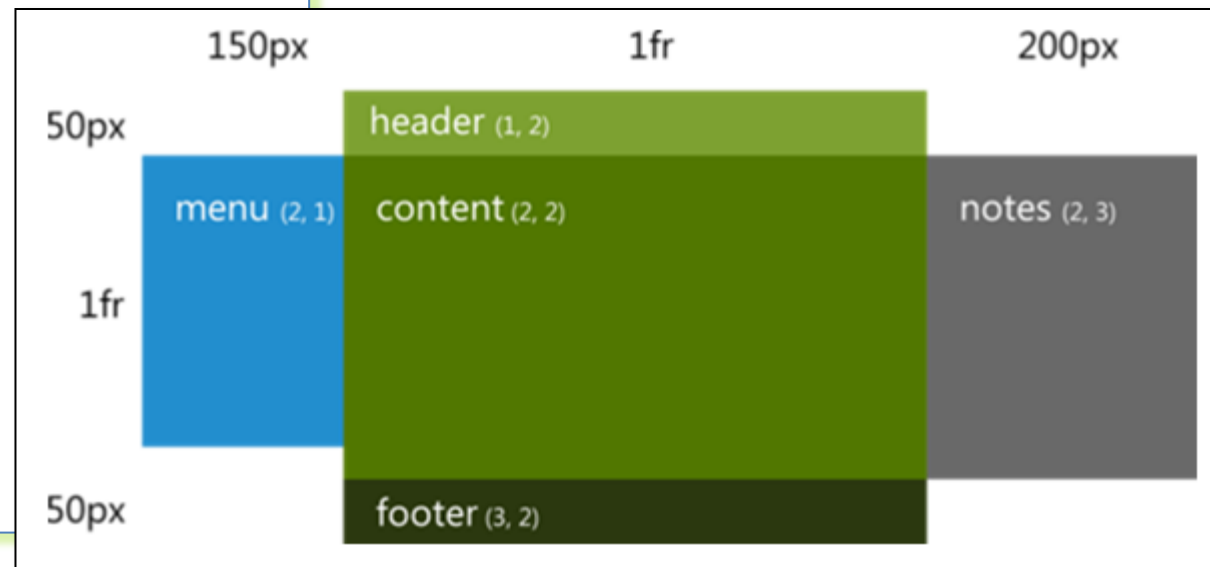 150px 1fr 200px
50px header (1, 2)
menu (2, 1) content (2, 2) notes (2, 3)
1fr
50px footer (3, 2)